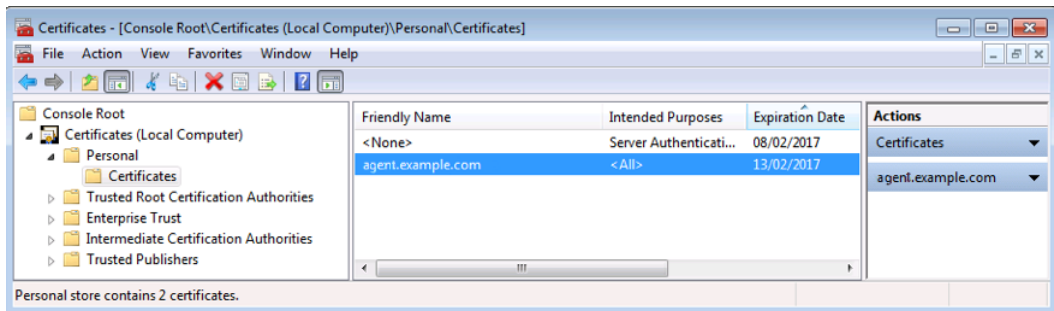 Certificates - [Console Root\Certificates (Local Computer)\Personal\Certificates]
File Action View Favorites Window Help
Console Root
Certificates (Local Computer)
Personal
Certificates
Trusted Root Certification Authorities
Enterprise Trust
Intermediate Certification Authorities
Trusted Publishers
Friendly Name Intended Purposes Expiration Date
<None> Server Authenticati... 08/02/2017
agent.example.com <All> 13/02/2017
Actions
Certificates
agent.example.com
Personal store contains 2 certificates.